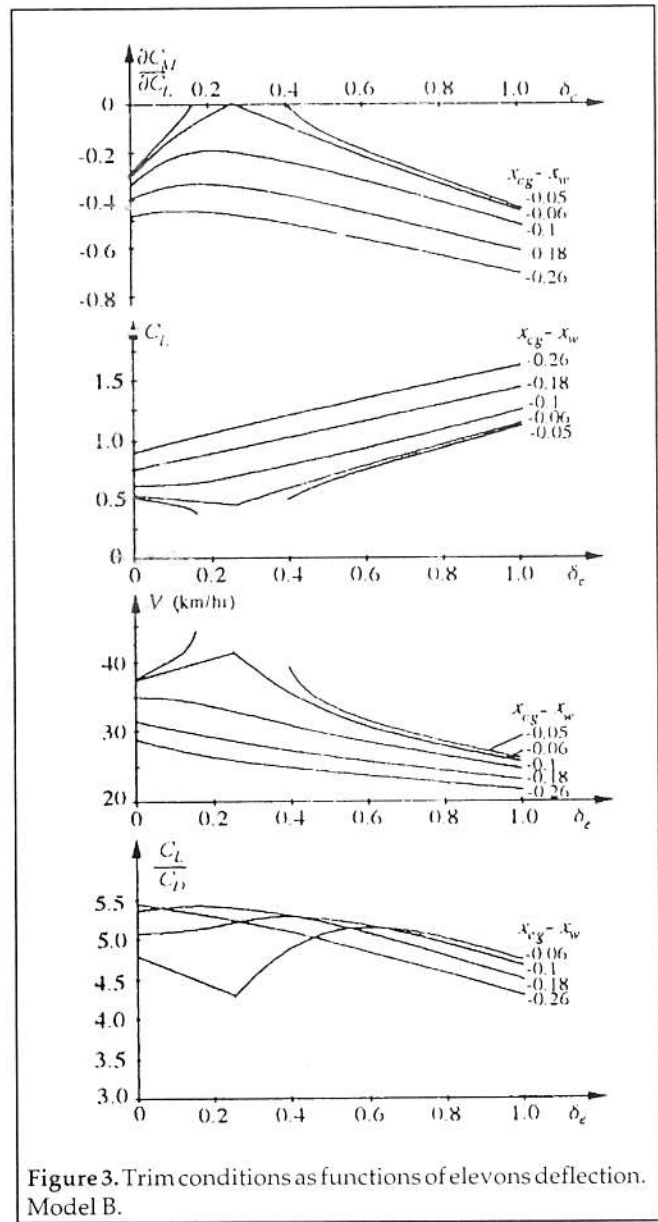 ∂C_M
∂C_L
0.2 0.4 0.6 0.8 1.0 δ_e
0
-0.2
-0.4
-0.6
-0.8
x_cg - x_w
-0.05
-0.06
-0.1
-0.18
-0.26
C_L
1.5
1.0
0.5
0
x_cg - x_w
-0.26
-0.18
-0.1
-0.06
-0.05
0 0.2 0.4 0.6 0.8 1.0 δ_e
V (km/hr)
40
30
20
x_cg - x_w
-0.05
-0.06
-0.1
-0.18
-0.26
0 0.2 0.4 0.6 0.8 1.0 δ_e
C_L
C_D
5.5
5.0
4.5
4.0
3.5
3.0
x_cg - x_w
-0.06
-0.1
-0.18
-0.26
0 0.2 0.4 0.6 0.8 1.0 δ_e
Figure 3. Trim conditions as functions of elevons deflection.
Model B.